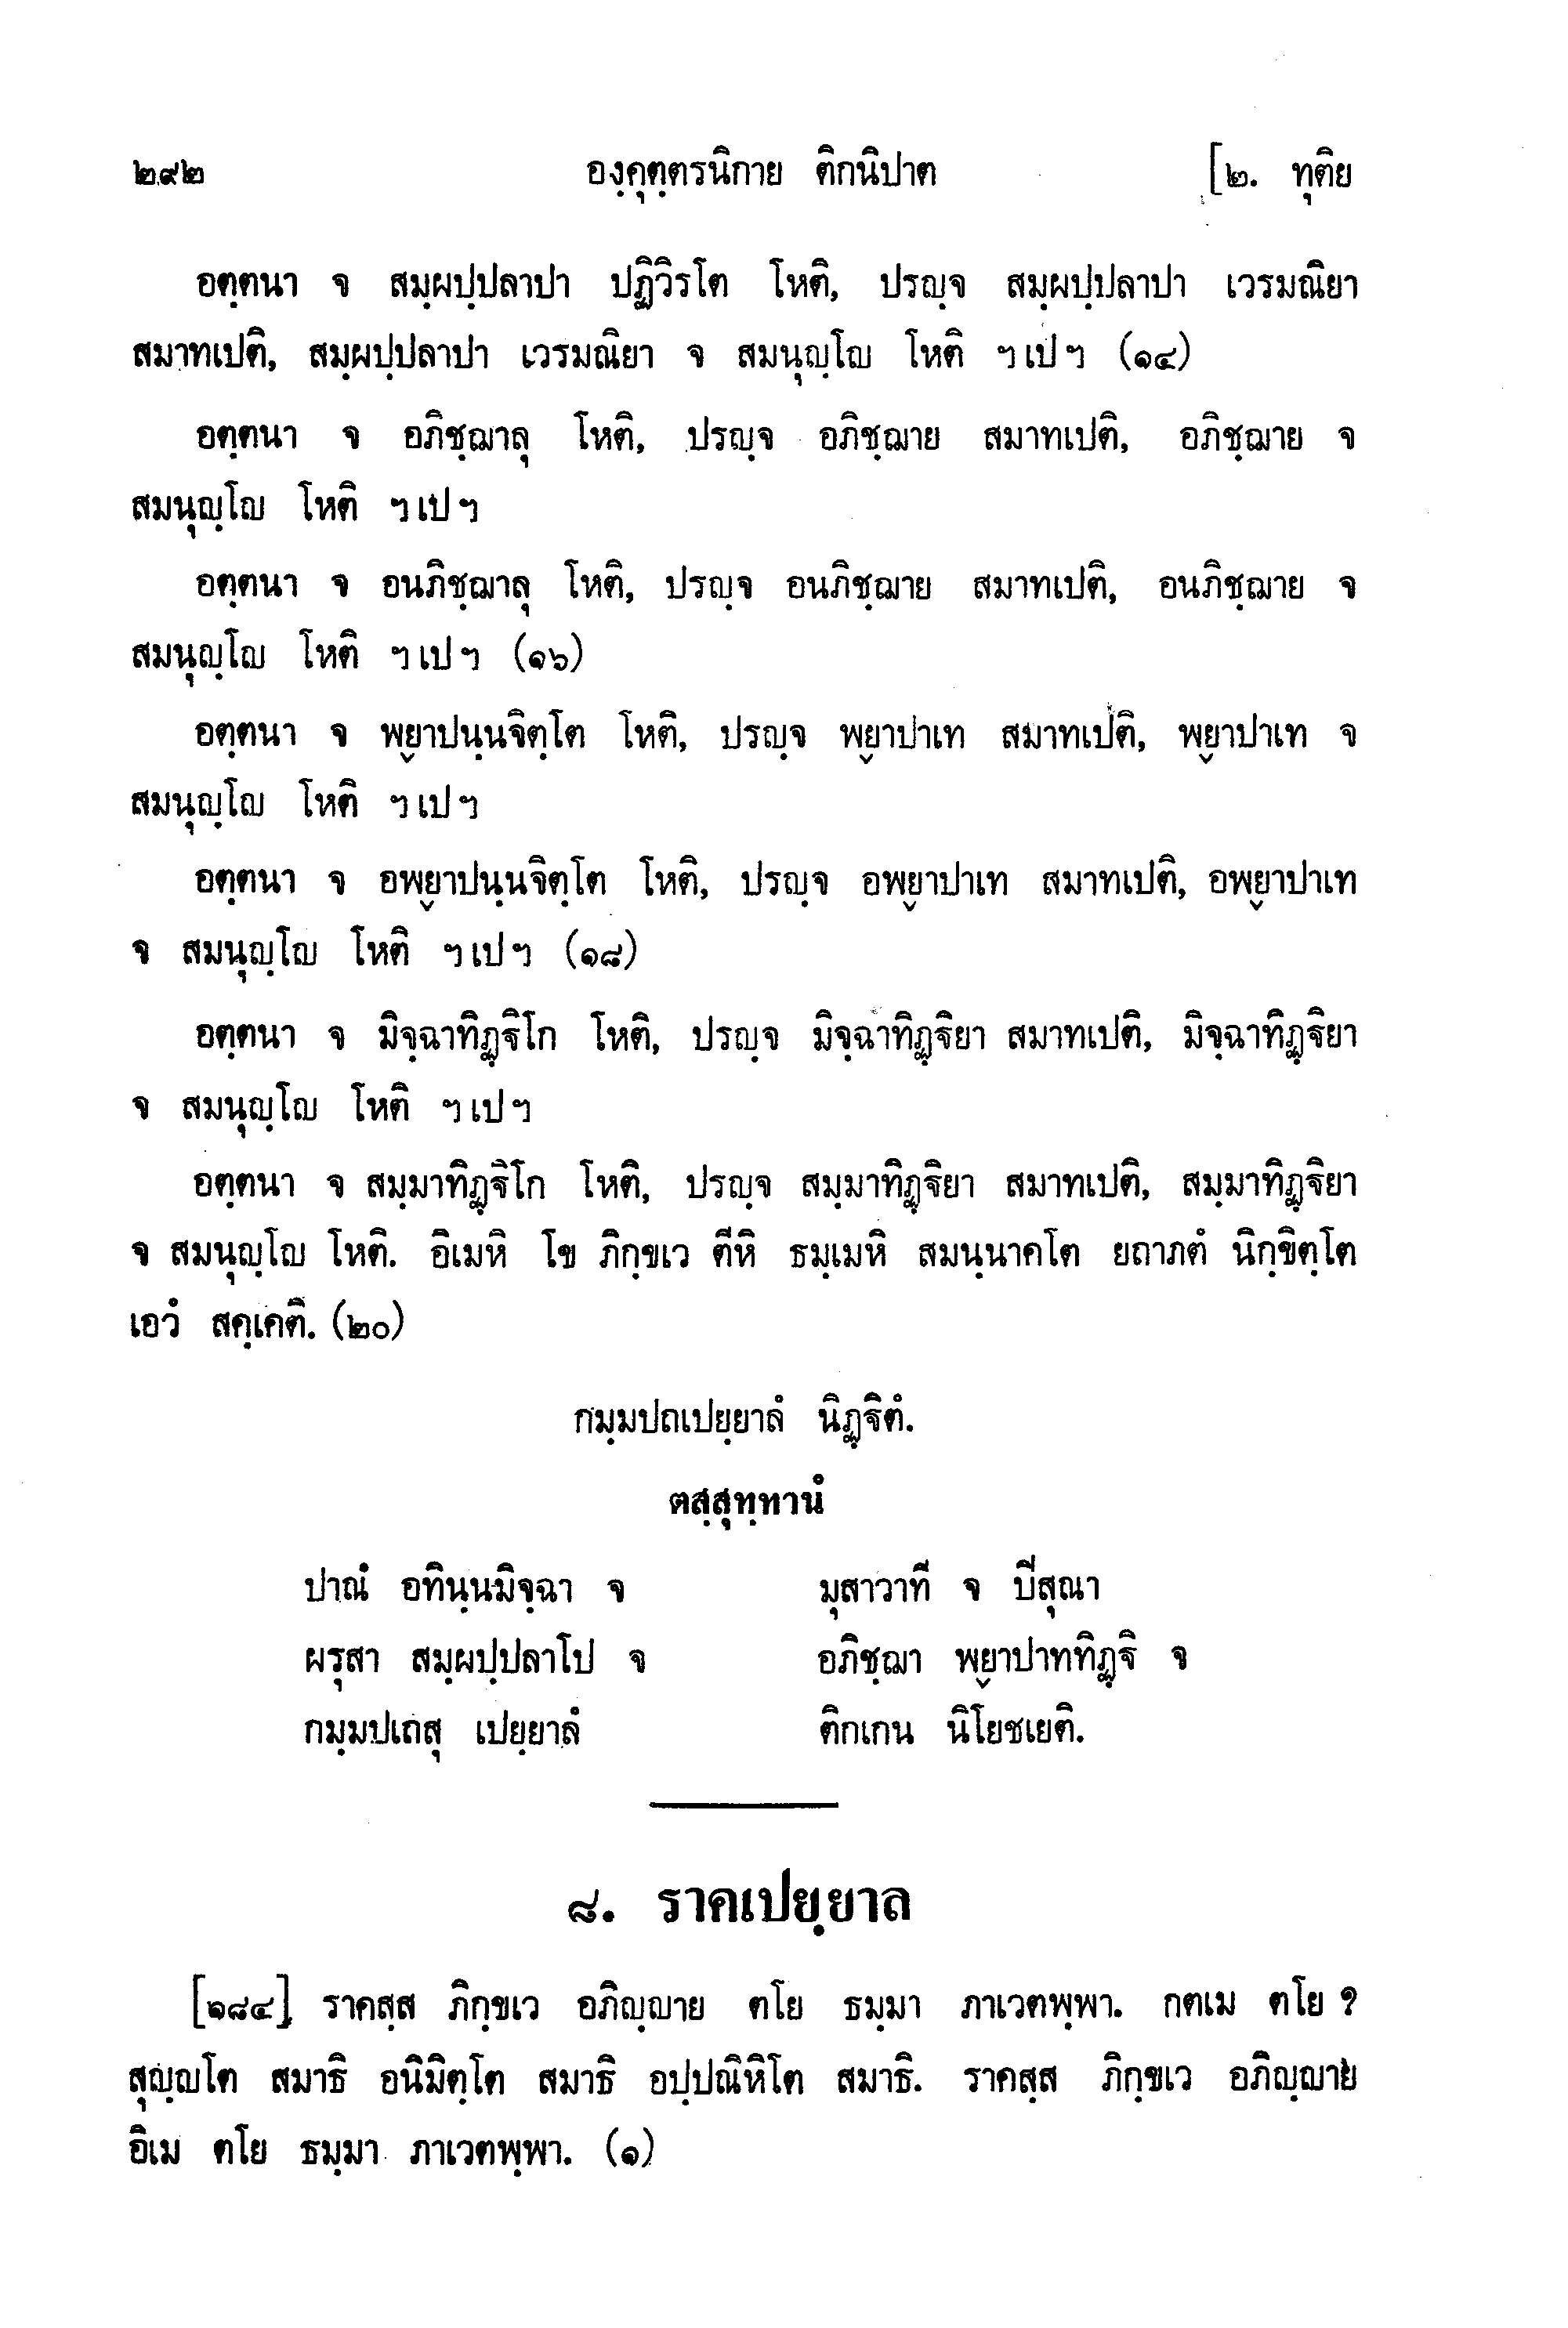 ๒๙๒ องฺคุตฺตรนิกาย ติกนิปาต [๒. ทุติย
อตฺตนา จ สมฺผปฺปลาปา ปฏิวิรโต โหติ, ปรญฺจ สมฺผปฺปลาปา เวรมณิยา
สมาทเปติ, สมฺผปฺปลาปา เวรมณิยา จ สมนุญฺโญ โหติ ฯ เป ฯ (๑๔)
อตฺตนา จ อภิชฺฌาลุ โหติ, ปรญฺจ อภิชฺฌาย สมาทเปติ, อภิชฺฌาย จ
สมนุญฺโญ โหติ ฯ เป ฯ
อตฺตนา จ อนภิชฺฌาลุ โหติ, ปรญฺจ อนภิชฺฌาย สมาทเปติ, อนภิชฺฌาย จ
สมนุญฺโญ โหติ ฯ เป ฯ (๑๖)
อตฺตนา จ พฺยาปนฺนจิตฺโต โหติ, ปรญฺจ พฺยาปาเท สมาทเปติ, พฺยาปาเท จ
สมนุญฺโญ โหติ ฯ เป ฯ
อตฺตนา จ อพฺยาปนฺนจิตฺโต โหติ, ปรญฺจ อพฺยาปาเท สมาทเปติ, อพฺยาปาเท
จ สมนุญฺโญ โหติ ฯ เป ฯ (๑๘)
อตฺตนา จ มิจฺฉาทิฏฺฐิโก โหติ, ปรญฺจ มิจฺฉาทิฏฺฐิยา สมาทเปติ, มิจฺฉาทิฏฺฐิยา
จ สมนุญฺโญ โหติ ฯ เป ฯ
อตฺตนา จ สมฺมาทิฏฺฐิโก โหติ, ปรญฺจ สมฺมาทิฏฺฐิยา สมาทเปติ, สมฺมาทิฏฺฐิยา
จ สมนุญฺโญ โหติ. อิเมหิ โข ภิกฺขเว ตีหิ ธมฺเมหิ สมนฺนาคโต ยถาภตํ นิกฺขิตฺโต
เอวํ สคฺเคติ. (๒๐)
กมฺมปถเปยฺยาลํ นิฏฺฐิตํ.
ตสฺสุทฺทานํ
ปาณํ อทินฺนมิจฺฉา จ มุสาวาที จ ปีสุณา
ผรุสา สมฺผปฺปลาโป จ อภิชฺฌา พฺยาปาททิฏฺฐิ จ
กมฺมปเถสุ เปยฺยาลํ ติกเกน นิโยชเยติ.
๘. ราคเปยฺยาล
[๑๘๔] ราคสฺส ภิกฺขเว อภิญฺญาย ตโย ธมฺมา ภาเวตพฺพา. กตเม ตโย ?
สุญฺญโต สมาธิ อนิมิตฺโต สมาธิ อปฺปณิหิโต สมาธิ. ราคสฺส ภิกฺขเว อภิญฺญาย
อิเม ตโย ธมฺมา ภาเวตพฺพา. (๑)